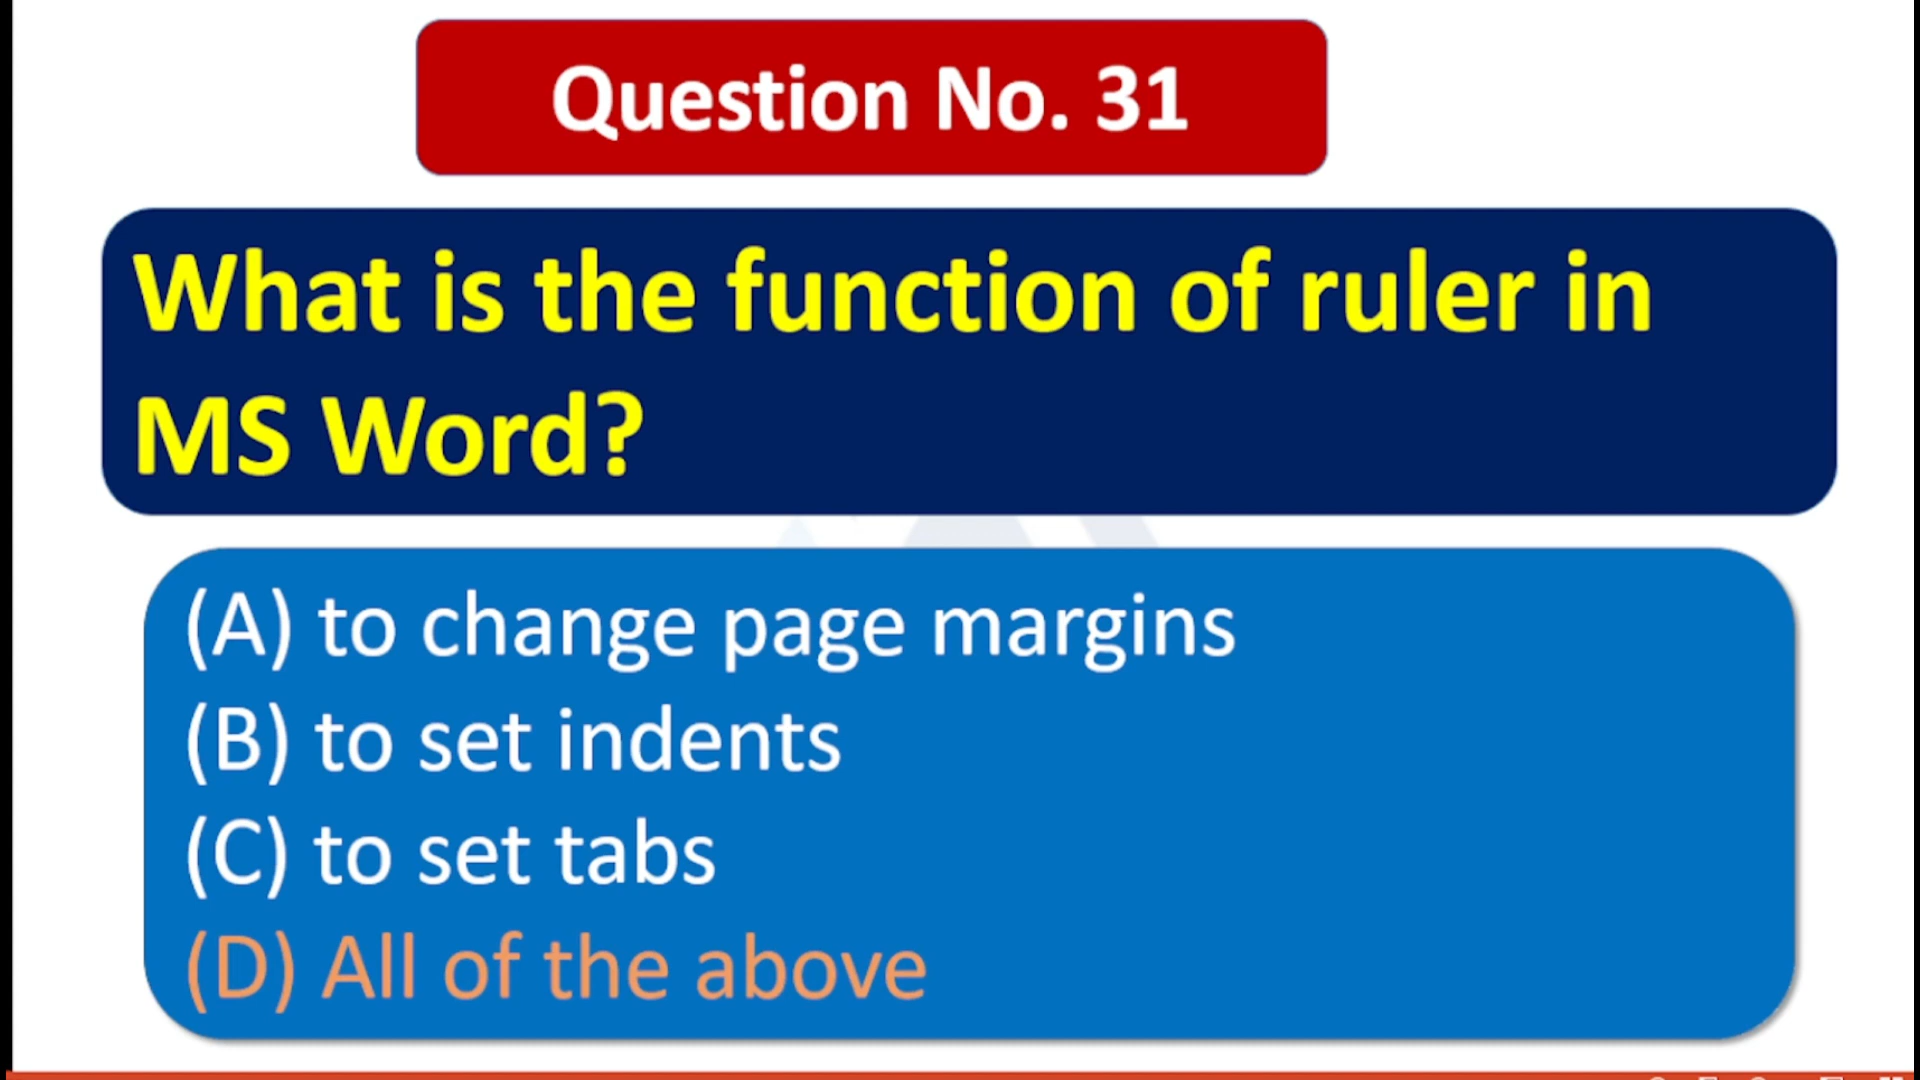 Question No. 31
What is the function of ruler in
MS Word?
(A) to change page margins
(B) to set indents
(C) to set tabs
(D) All of the above